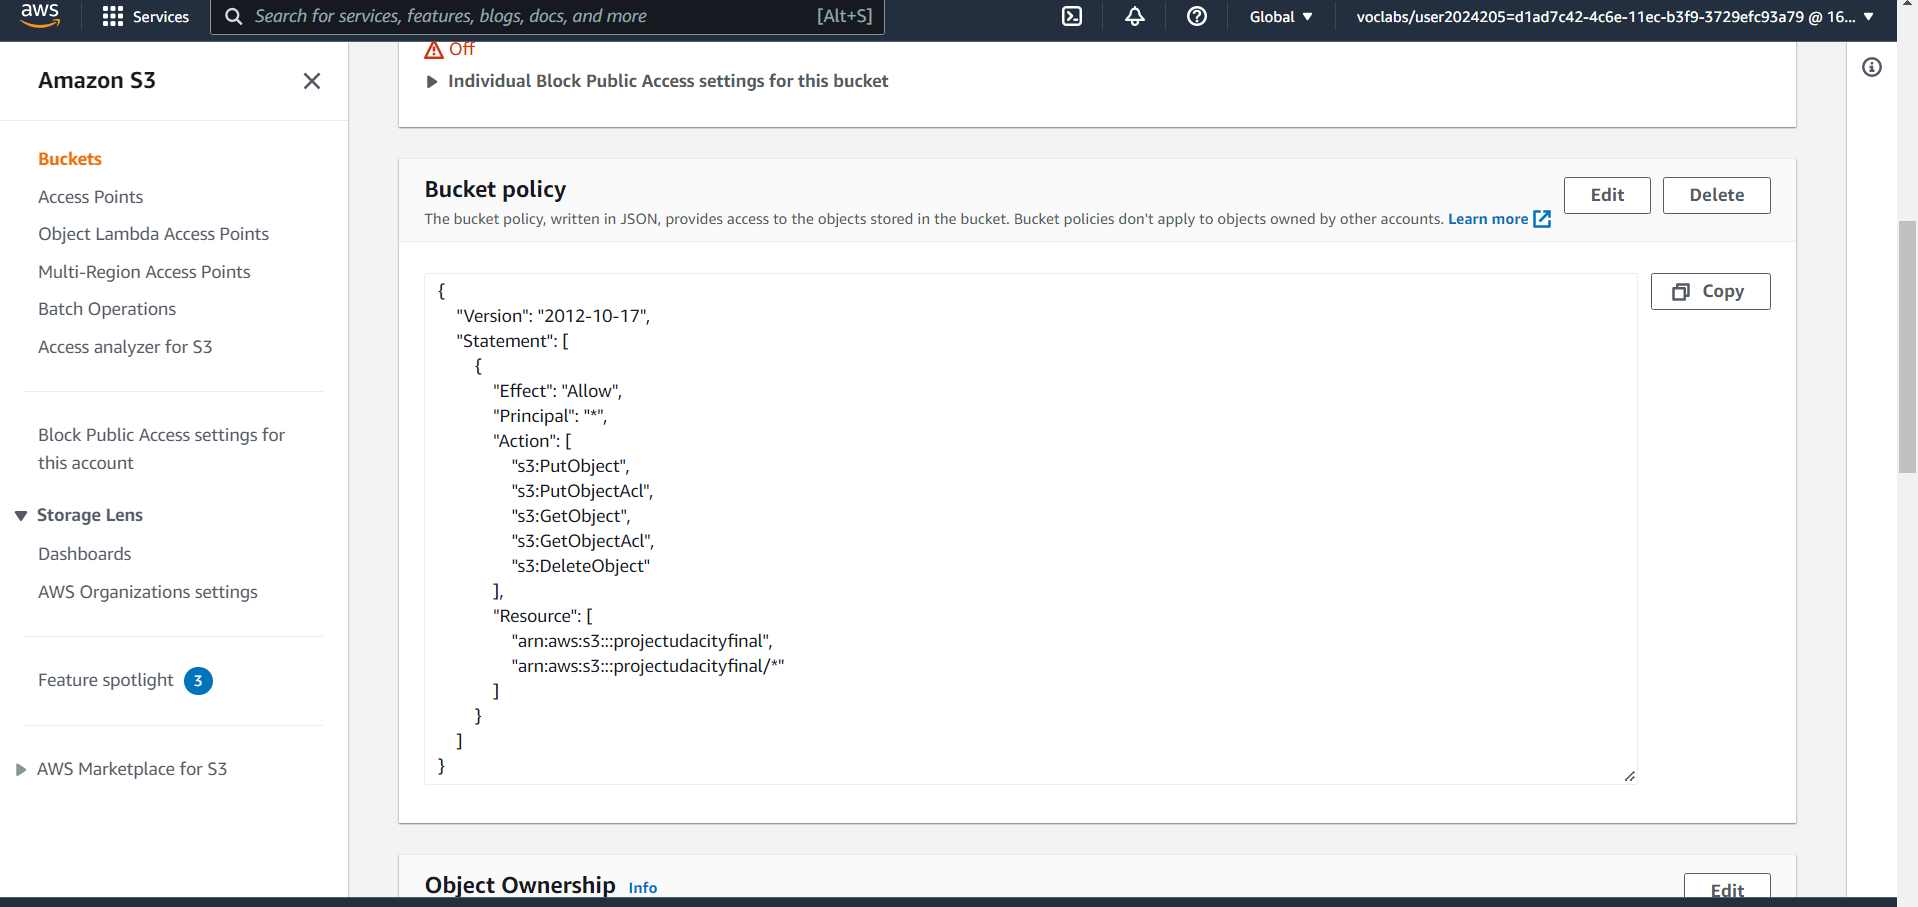 aws
Services
Search for services, features, blogs, docs, and more
[Alt+S]
Global
voclabs/user2024205=d1ad7c42-4c6e-11ec-b3f9-3729efc93a79 @ 16...
Amazon S3
Buckets
Access Points
Object Lambda Access Points
Multi-Region Access Points
Batch Operations
Access analyzer for S3
Block Public Access settings for
this account
Storage Lens
Dashboards
AWS Organizations settings
Feature spotlight 3
AWS Marketplace for S3
Off
Individual Block Public Access settings for this bucket
Bucket policy
The bucket policy, written in JSON, provides access to the objects stored in the bucket. Bucket policies don't apply to objects owned by other accounts. Learn more
Edit
Delete
Copy
{
"Version": "2012-10-17",
"Statement": [
{
"Effect": "Allow",
"Principal": "*",
"Action": [
"s3:PutObject",
"s3:PutObjectAcl",
"s3:GetObject",
"s3:GetObjectAcl",
"s3:DeleteObject"
],
"Resource": [
"arn:aws:s3:::projectudacityfinal",
"arn:aws:s3:::projectudacityfinal/*"
]
}
]
}
Object Ownership Info
Edit